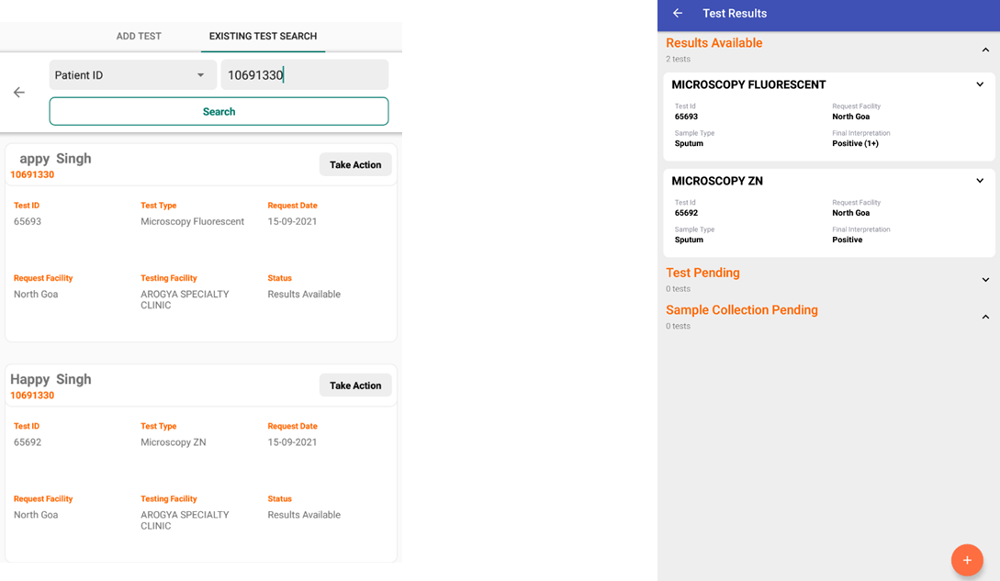 ADD TEST EXISTING TEST SEARCH
Patient ID 10691330
Search
appy Singh
10691330
Take Action
Test ID Test Type Request Date
65693 Microscopy Fluorescent 15-09-2021
Request Facility Testing Facility Status
North Goa AROGYA SPECIALTY Results Available
CLINIC
Happy Singh
10691330
Take Action
Test ID Test Type Request Date
65692 Microscopy ZN 15-09-2021
Request Facility Testing Facility Status
North Goa AROGYA SPECIALTY Results Available
CLINIC
Test Results
Results Available
2 tests
MICROSCOPY FLUORESCENT
Test Id Request Facility
65693 North Goa
Sample Type Final Interpretation
Sputum Positive (1+)
MICROSCOPY ZN
Test Id Request Facility
65692 North Goa
Sample Type Final Interpretation
Sputum Positive
Test Pending
0 tests
Sample Collection Pending
0 tests
+